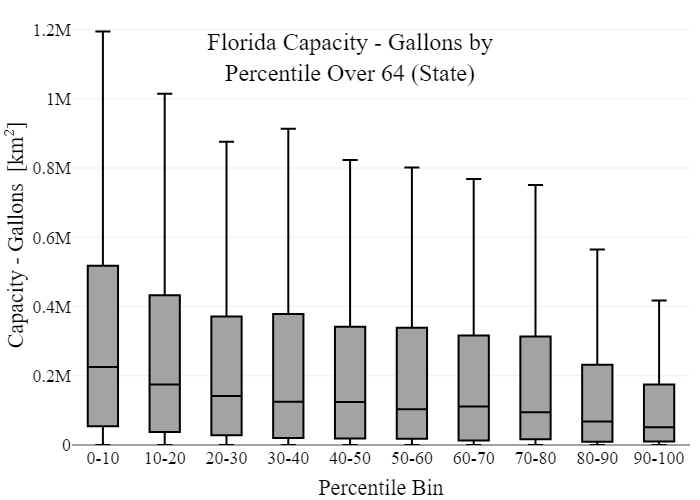 Florida Capacity - Gallons by
Percentile Over 64 (State)
Capacity - Gallons [km²]
1.2M
1M
0.8M
0.6M
0.4M
0.2M
0
0-10 10-20 20-30 30-40 40-50 50-60 60-70 70-80 80-90 90-100
Percentile Bin